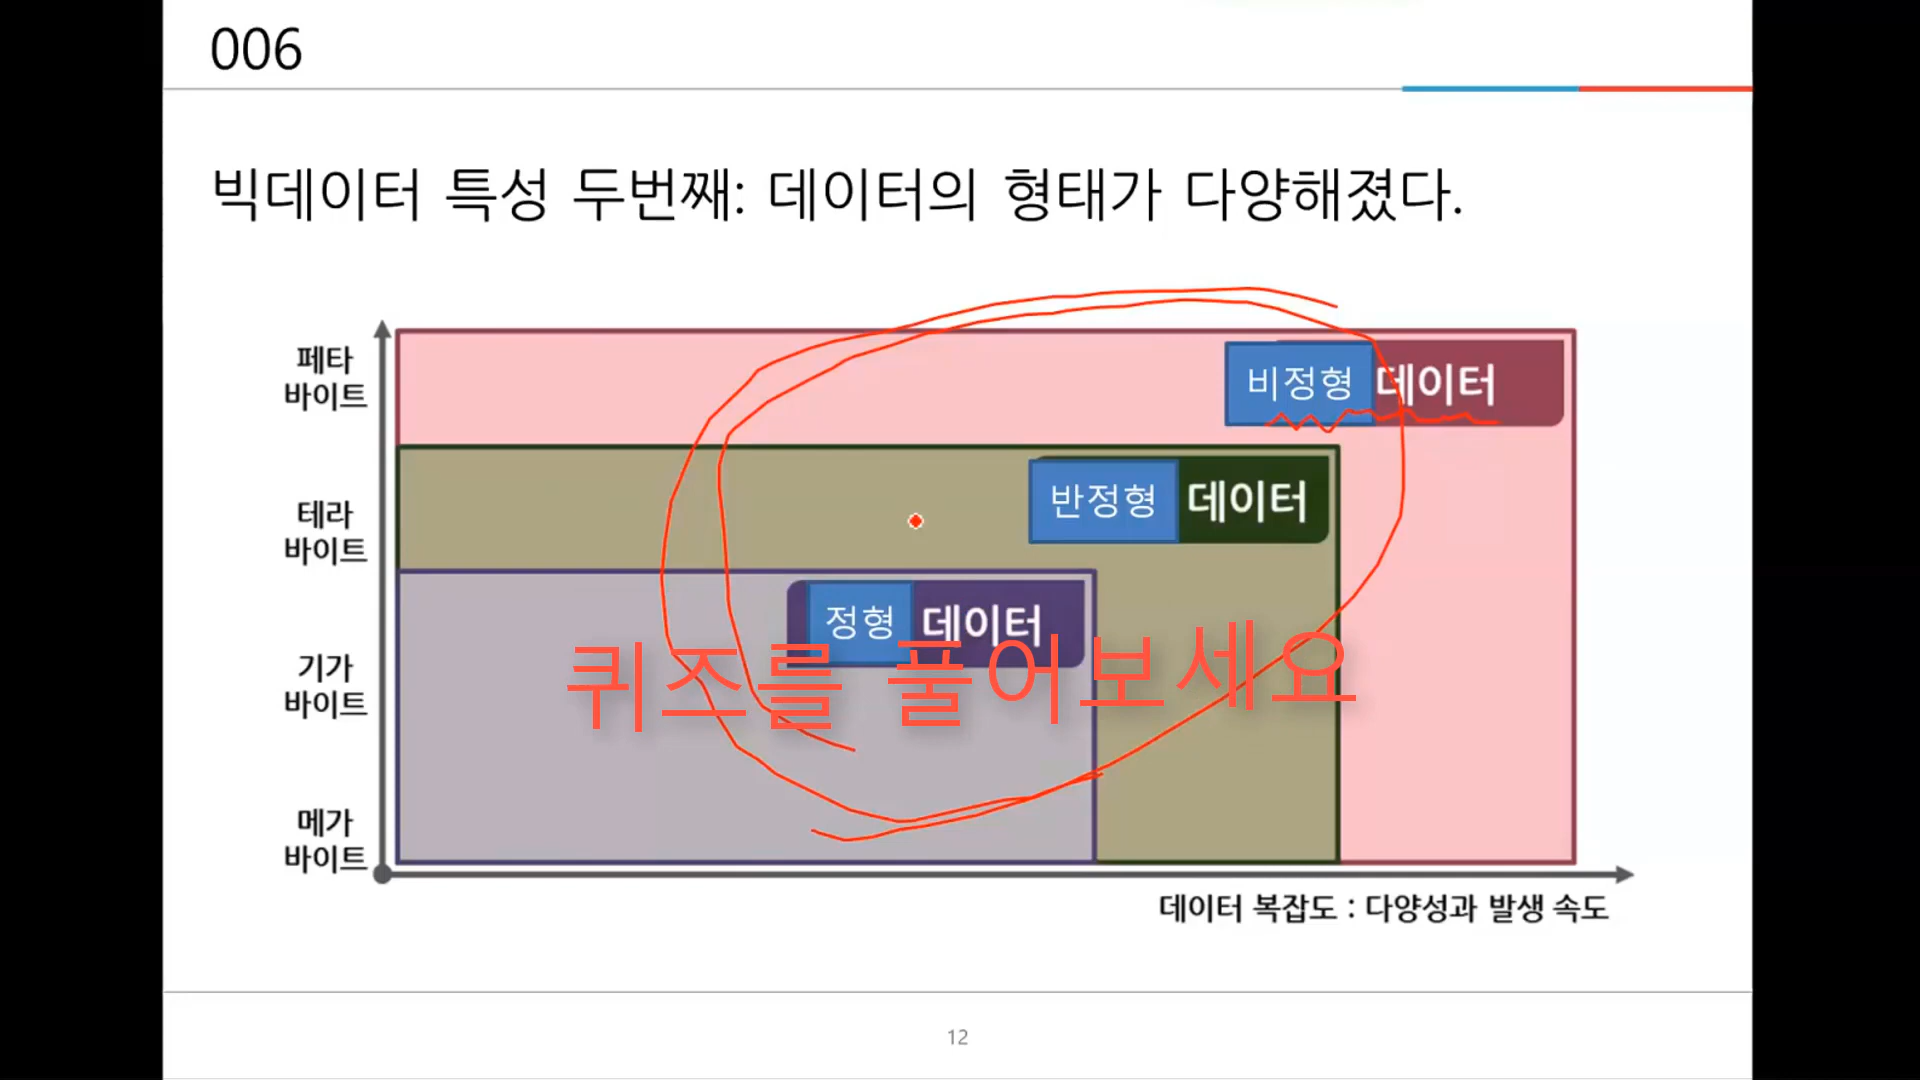 006
빅데이터 특성 두번째: 데이터의 형태가 다양해졌다.
페타
바이트
비정형 데이터
테라
바이트
반정형 데이터
정형 데이터
퀴즈를 풀어보세요
기가
바이트
메가
바이트
데이터 복잡도 : 다양성과 발생 속도
12